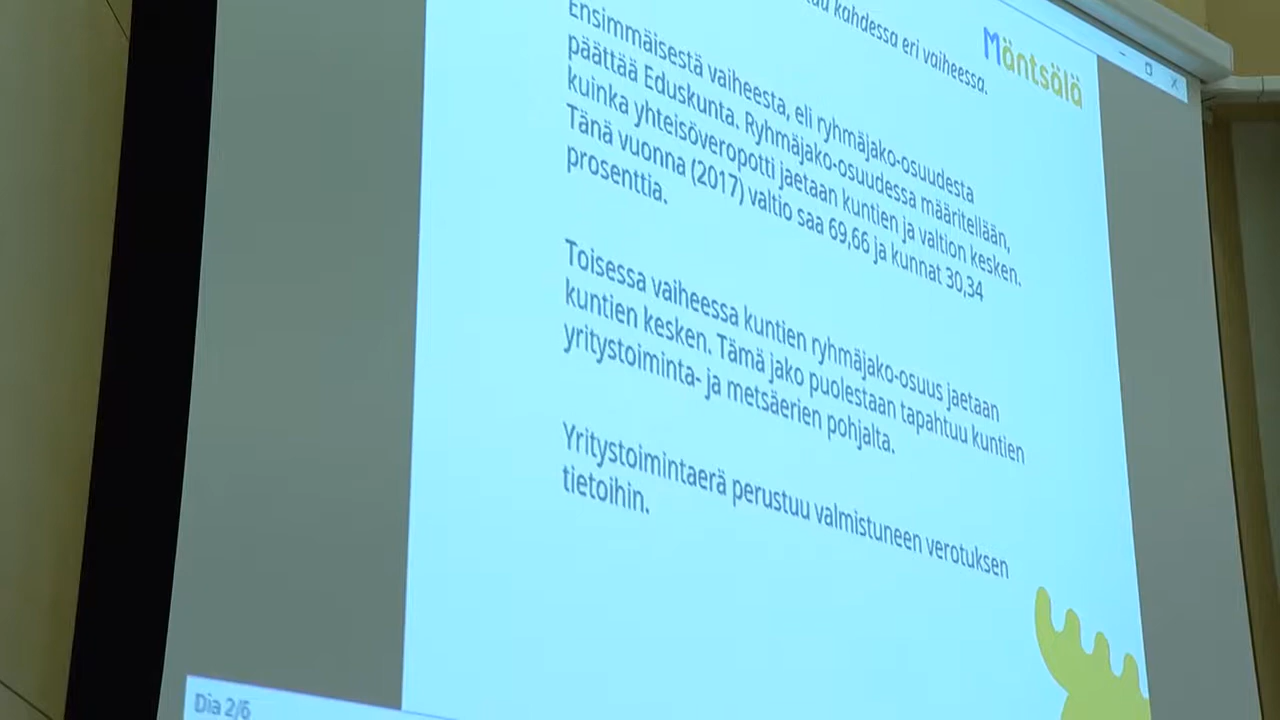 kahdessa eri vaiheessa.
Mäntsälä
Ensimmäisestä vaiheesta, eli ryhmäjako-osuudesta
päättää Eduskunta. Ryhmäjako-osuudessa määritellään,
kuinka yhteisöveropotti jaetaan kuntien ja valtion kesken.
Tänä vuonna (2017) valtio saa 69,66 ja kunnat 30,34
prosenttia.
Toisessa vaiheessa kuntien ryhmäjako-osuus jaetaan
kuntien kesken. Tämä jako puolestaan tapahtuu kuntien
yritystoiminta- ja metsäerien pohjalta.
Yritystoimintaerä perustuu valmistuneen verotuksen
tietoihin.
Dia 2/6